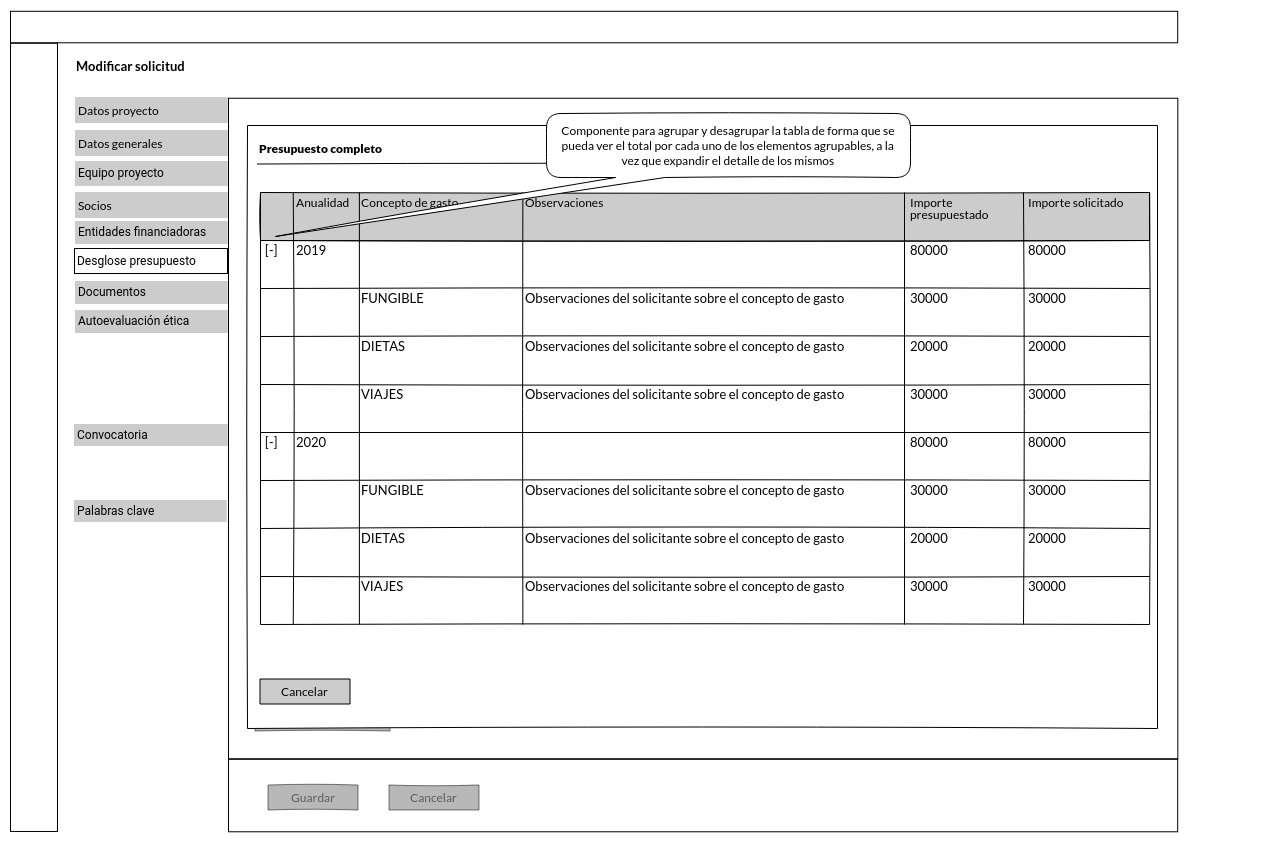 Modificar solicitud
Datos proyecto
Datos generales
Equipo proyecto
Socios
Entidades financiadoras
Desglose presupuesto
Documentos
Autoevaluación ética
Convocatoria
Palabras clave
Componente para agrupar y desagrupar la tabla de forma que se
pueda ver el total por cada uno de los elementos agrupables, a la
vez que expandir el detalle de los mismos
Presupuesto completo
Anualidad Concepto de gasto Observaciones Importe presupuestado Importe solicitado
[-] 2019 80000 80000
FUNGIBLE Observaciones del solicitante sobre el concepto de gasto 30000 30000
DIETAS Observaciones del solicitante sobre el concepto de gasto 20000 20000
VIAJES Observaciones del solicitante sobre el concepto de gasto 30000 30000
[-] 2020 80000 80000
FUNGIBLE Observaciones del solicitante sobre el concepto de gasto 30000 30000
DIETAS Observaciones del solicitante sobre el concepto de gasto 20000 20000
VIAJES Observaciones del solicitante sobre el concepto de gasto 30000 30000
Cancelar
Guardar Cancelar